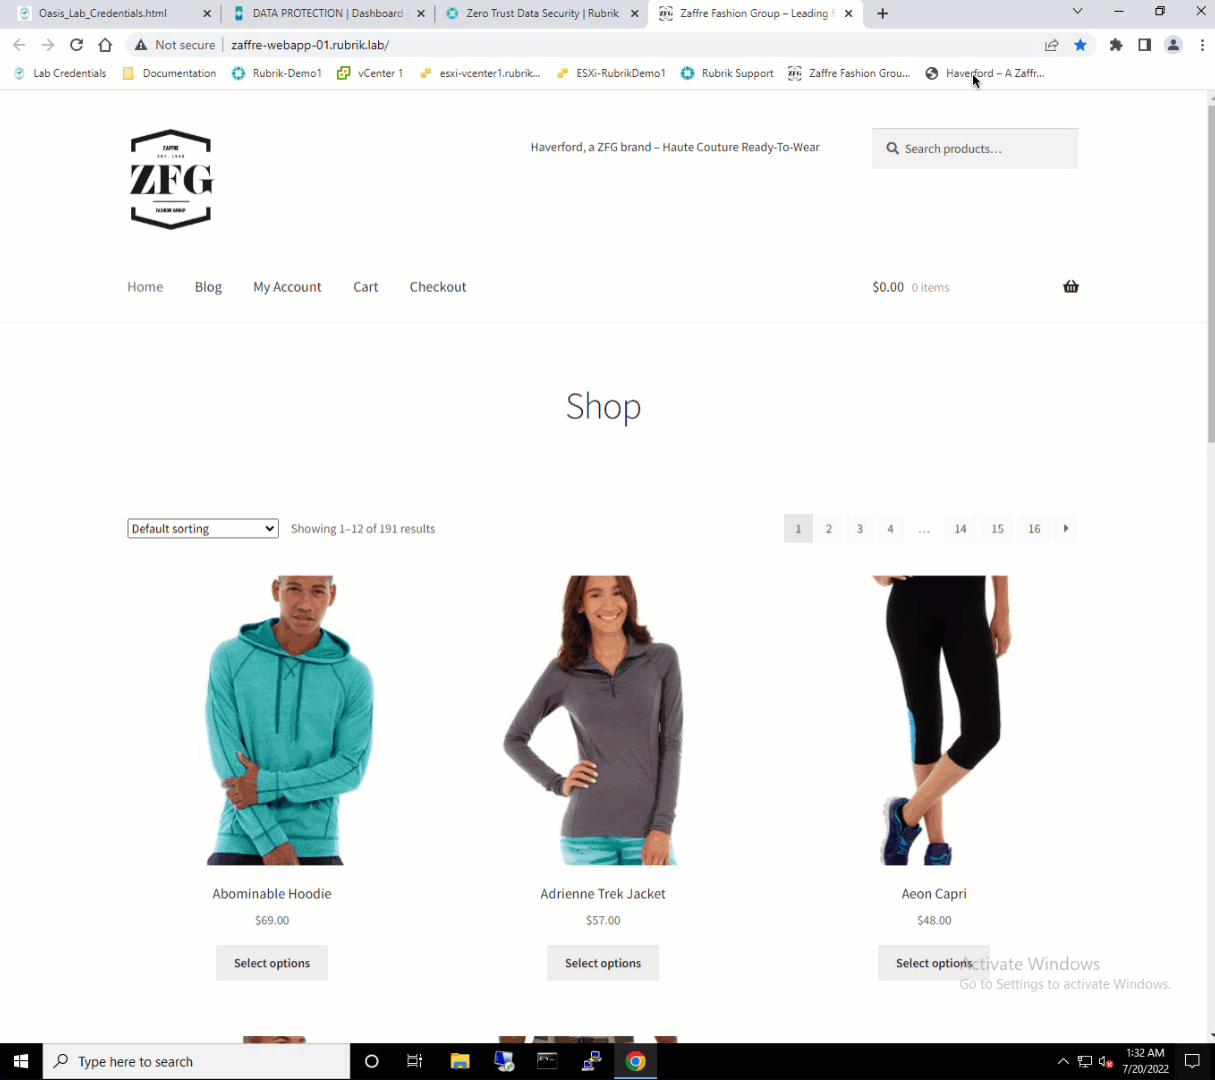 Oasis_Lab_Credentials.html
DATA PROTECTION | Dashboard
Zero Trust Data Security | Rubrik
Zaffre Fashion Group – Leading f
Not secure
zaffre-webapp-01.rubrik.lab/
Lab Credentials
Documentation
Rubrik-Demo1
vCenter 1
esxi-vcenter1.rubrik...
ESXi-RubrikDemo1
Rubrik Support
Zaffre Fashion Grou...
Haverford – A Zaffr...
ZAFFRE
EST. 1998
ZFG
FASHION GROUP
Haverford, a ZFG brand – Haute Couture Ready-To-Wear
Search products…
Home
Blog
My Account
Cart
Checkout
$0.00 0 items
Shop
Default sorting
Showing 1–12 of 191 results
1 2 3 4 … 14 15 16
Abominable Hoodie
Adrienne Trek Jacket
Aeon Capri
$69.00
$57.00
$48.00
Select options
Select options
Select options
Activate Windows
Go to Settings to activate Windows.
Type here to search
1:32 AM
7/20/2022